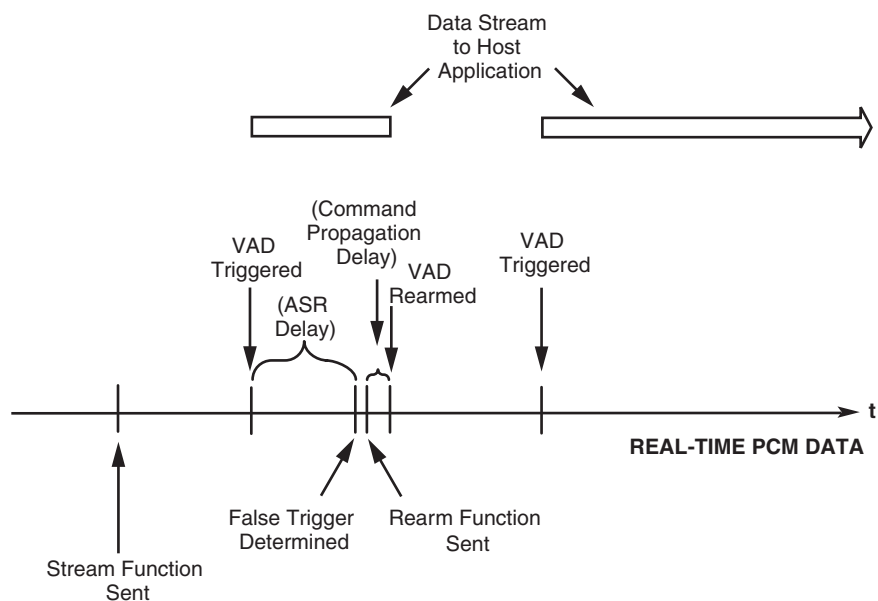 Data Stream
to Host
Application
(Command
Propagation
Delay)
VAD
Triggered
VAD
Rearmed
VAD
Triggered
(ASR
Delay)
t
REAL-TIME PCM DATA
False Trigger
Determined
Rearm Function
Sent
Stream Function
Sent